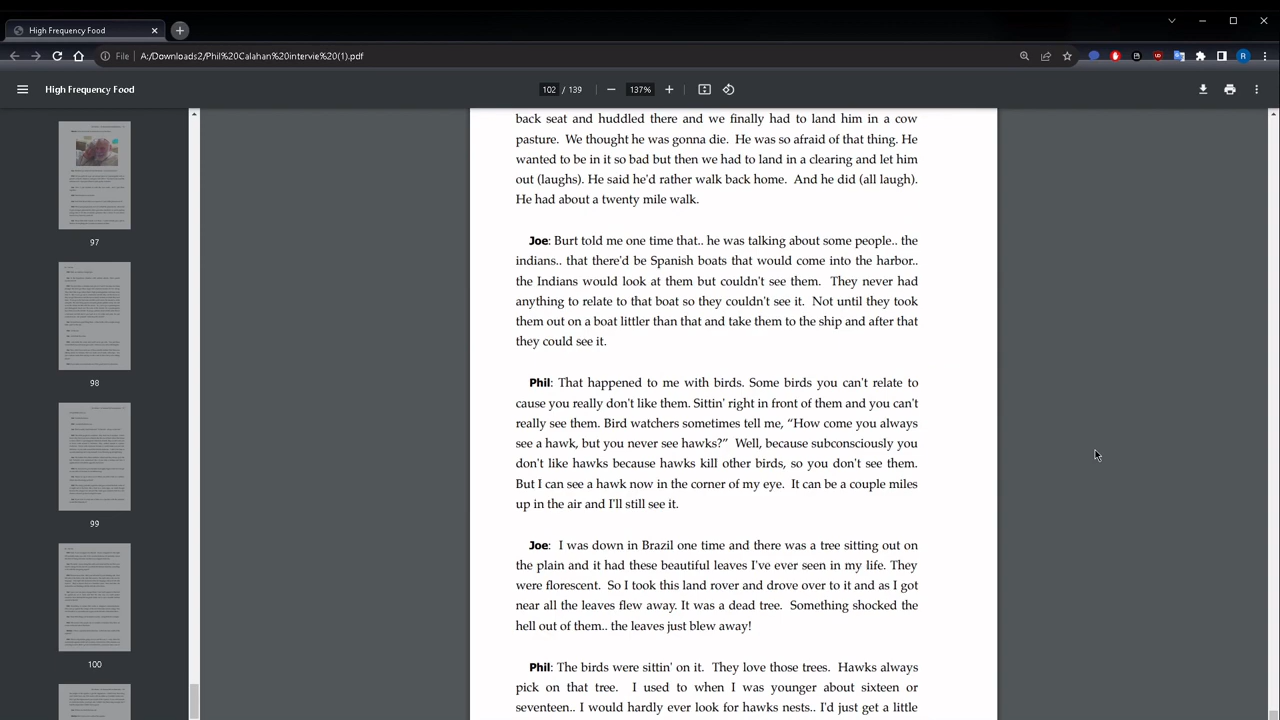 High Frequency Food
File
A:/Downloads2/Phil%20Calahan%20intervie%20(1).pdf
R
High Frequency Food
102 / 139
137%
97
98
99
100
back seat and huddled there and we finally had to land him in a cow
pasture. We thought he was gonna die. He was so afraid of that thing. He
wanted to be in it so bad but then we had to land in a clearing and let him
out (laughs). He said he'd rather walk back home. And he did (all laugh).
He had about a twenty mile walk.
Joe: Burt told me one time that.. he was talking about some people.. the
indians.. that there'd be Spanish boats that would come into the harbor..
the Indians would look at them but couldn't see them. They never had
anything to relate to that boat so they couldn't see it. Not until they took
them out on a boat littler than that and take them to the ship and after that
they could see it.
Phil: That happened to me with birds. Some birds you can't relate to
cause you really don't like them. Sittin' right in front of them and you can't
really see them. Bird watchers sometimes tell me, "How come you always
see a hawk, but you never see hawks?" Well, because subconsciously you
don't like hawks because hawks kill other birds, so you don't see them.
But I can see a hawk now in the corner of my eye. It can be a couple miles
up in the air and I'll still see it.
Joe: I was down in Brazil one time and there was a tree sitting out on
the plain and it had these beautiful leaves I've ever seen in my life. They
were florescent. So I took this land rover and run over to it and as I got
near all the leaves flew away. It was a dead tree. Something shocked the
hell out of them.. the leaves just blew away!
Phil: The birds were sittin' on it. They love those trees. Hawks always
pick on that tree. I used to when I was younger about sixteen or
seventeen.. I would hardly ever look for hawks nests.. I'd just get a little